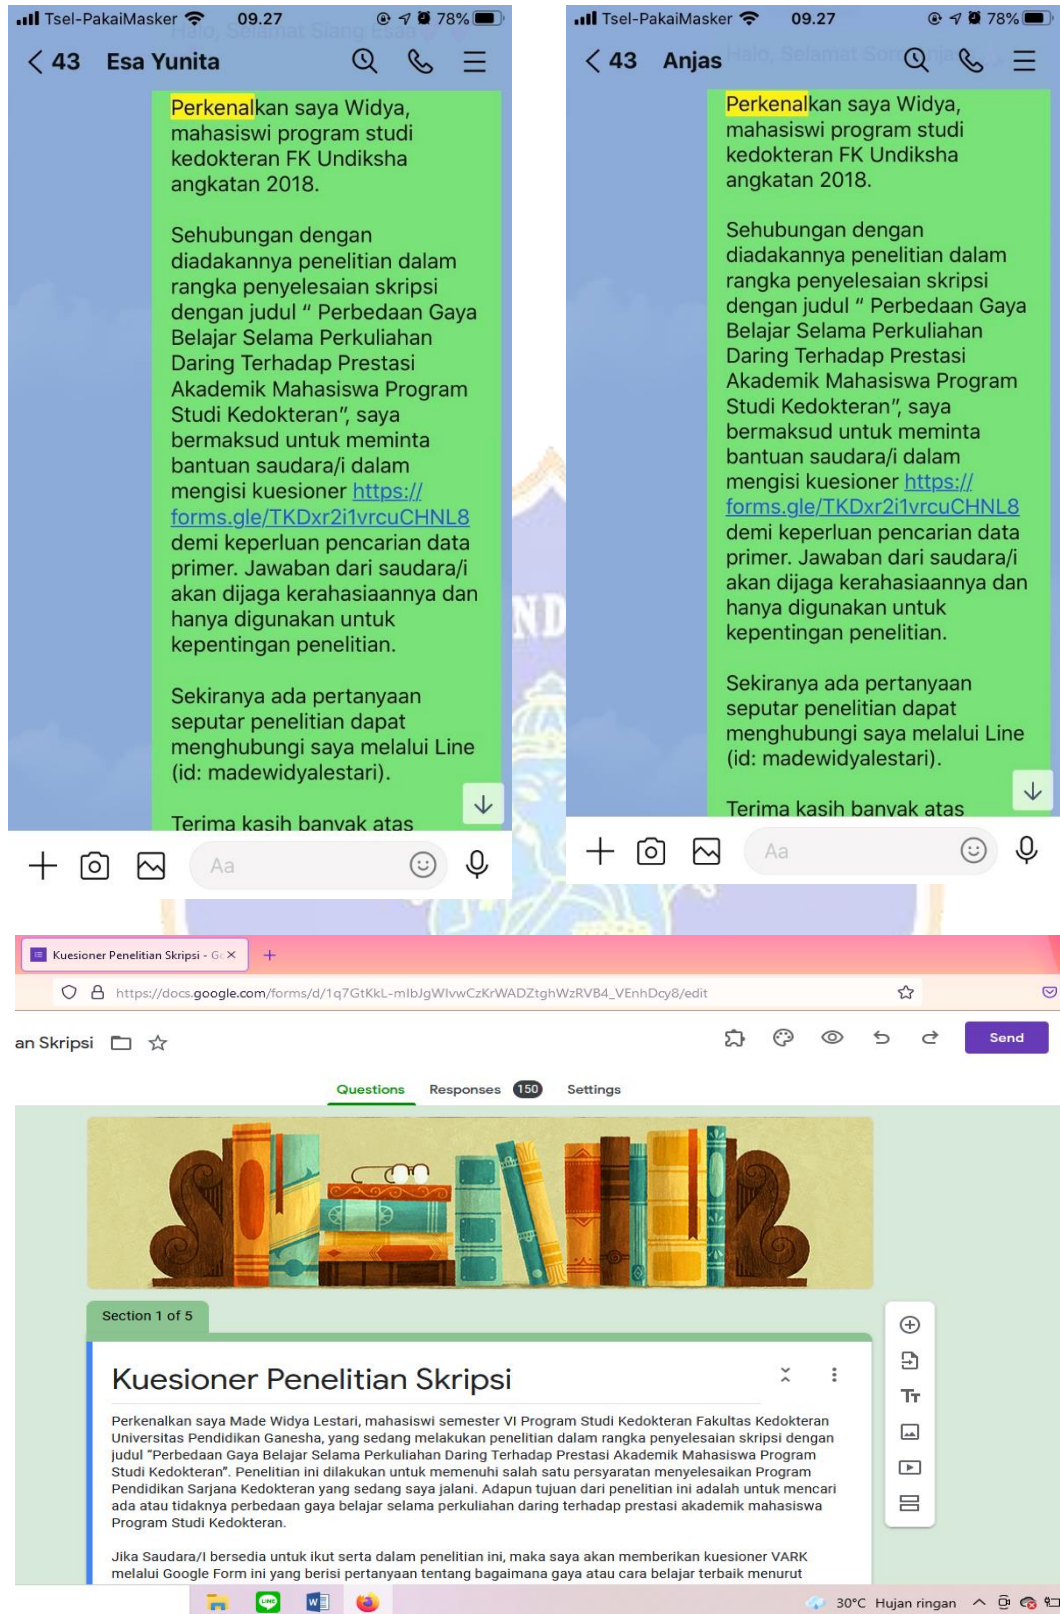 Tsel-PakaiMasker 09.27 78%
Halo, Selamat Siang Esaa
43 Esa Yunita
Perkenalkan saya Widya,
mahasiswi program studi
kedokteran FK Undiksha
angkatan 2018.
Sehubungan dengan
diadakannya penelitian dalam
rangka penyelesaian skripsi
dengan judul “ Perbedaan Gaya
Belajar Selama Perkuliahan
Daring Terhadap Prestasi
Akademik Mahasiswa Program
Studi Kedokteran”, saya
bermaksud untuk meminta
bantuan saudara/i dalam
mengisi kuesioner https://
forms.gle/TKDxr2i1vrcuCHNL8
demi keperluan pencarian data
primer. Jawaban dari saudara/i
akan dijaga kerahasiaannya dan
hanya digunakan untuk
kepentingan penelitian.
Sekiranya ada pertanyaan
seputar penelitian dapat
menghubungi saya melalui Line
(id: madewidyalestari).
Terima kasih banyak atas
Aa
Tsel-PakaiMasker 09.27 78%
43 Anjas
Halo, Selamat
Perkenalkan saya Widya,
mahasiswi program studi
kedokteran FK Undiksha
angkatan 2018.
Sehubungan dengan
diadakannya penelitian dalam
rangka penyelesaian skripsi
dengan judul “ Perbedaan Gaya
Belajar Selama Perkuliahan
Daring Terhadap Prestasi
Akademik Mahasiswa Program
Studi Kedokteran”, saya
bermaksud untuk meminta
bantuan saudara/i dalam
mengisi kuesioner https://
forms.gle/TKDxr2i1vrcuCHNL8
demi keperluan pencarian data
primer. Jawaban dari saudara/i
akan dijaga kerahasiaannya dan
hanya digunakan untuk
kepentingan penelitian.
Sekiranya ada pertanyaan
seputar penelitian dapat
menghubungi saya melalui Line
(id: madewidyalestari).
Terima kasih banyak atas
Aa
ND
Kuesioner Penelitian Skripsi - Go
https://docs.google.com/forms/d/1q7GtKkL-mIbJgWIvwCzKrWADZtghWzRVB4_VEnhDcy8/edit
an Skripsi Send
Questions Responses 150 Settings
Section 1 of 5
Kuesioner Penelitian Skripsi
Perkenalkan saya Made Widya Lestari, mahasiswi semester VI Program Studi Kedokteran Fakultas Kedokteran
Universitas Pendidikan Ganesha, yang sedang melakukan penelitian dalam rangka penyelesaian skripsi dengan
judul “Perbedaan Gaya Belajar Selama Perkuliahan Daring Terhadap Prestasi Akademik Mahasiswa Program
Studi Kedokteran”. Penelitian ini dilakukan untuk memenuhi salah satu persyaratan menyelesaikan Program
Pendidikan Sarjana Kedokteran yang sedang saya jalani. Adapun tujuan dari penelitian ini adalah untuk mencari
ada atau tidaknya perbedaan gaya belajar selama perkuliahan daring terhadap prestasi akademik mahasiswa
Program Studi Kedokteran.
Jika Saudara/I bersedia untuk ikut serta dalam penelitian ini, maka saya akan memberikan kuesioner VARK
melalui Google Form ini yang berisi pertanyaan tentang bagaimana gaya atau cara belajar terbaik menurut
Tт
LINE
30°C Hujan ringan